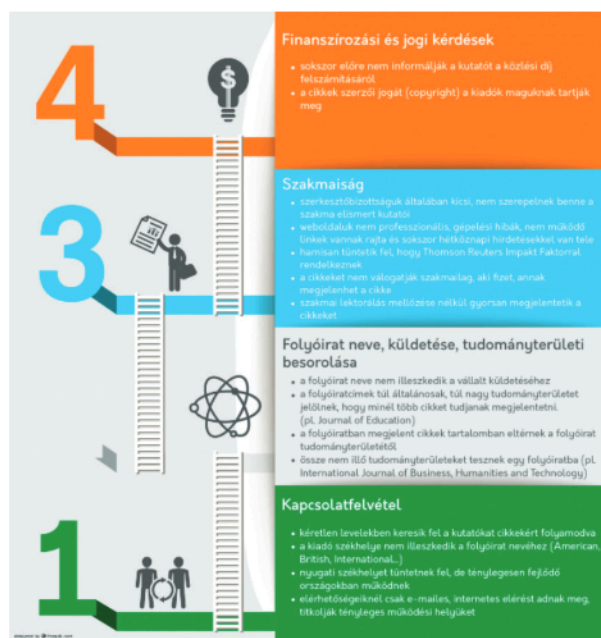 4
Finanszírozási és jogi kérdések
• sokszor előre nem informálják a kutatót a közlési díj
felszámításáról
• a cikkek szerzői jogát (copyright) a kiadók maguknak tartják
meg
$
3
Szakmaiság
• szerkesztőbizottságuk általában kicsi, nem szerepelnek benne a
szakma elismert kutatói
• weboldaluk nem professzionális, gépelési hibák, nem működő
linkek vannak rajta és sokszor hétköznapi hirdetésekkel van tele
• hamisan tüntetik fel, hogy Thomson Reuters Impakt Faktorral
rendelkeznek
• a cikkeket nem válogatják szakmailag, aki fizet, annak
megjelenhet a cikke
• szakmai lektorálás mellőzése nélkül gyorsan megjelentetik a
cikkeket
Folyóirat neve, küldetése, tudományterületi
besorolása
• a folyóirat neve nem illeszkedik a vállalt küldetéséhez
• a folyóiratcímek túl általánosak, túl nagy tudományterületet
jelölnek, hogy minél több cikket tudjanak megjelentetni
(pl. Journal of Education)
• a folyóiratban megjelent cikkek tartalomban eltérnek a folyóirat
tudományterületétől
• össze nem illő tudományterületeket tesznek egy folyóiratba (pl.
International Journal of Business, Humanities and Technology)
1
Kapcsolatfelvétel
• kéretlen levelekben keresik fel a kutatókat cikkekért folyamodva
• a kiadó székhelye nem illeszkedik a folyóirat nevéhez (American,
British, International..)
• nyugati székhelyet tüntetnek fel, de ténylegesen fejlődő
országokban működnek
• elérhetőségeiknél csak e-mailes, internetes elérést adnak meg,
titkolják tényleges működési helyüket
designed by freepik.com